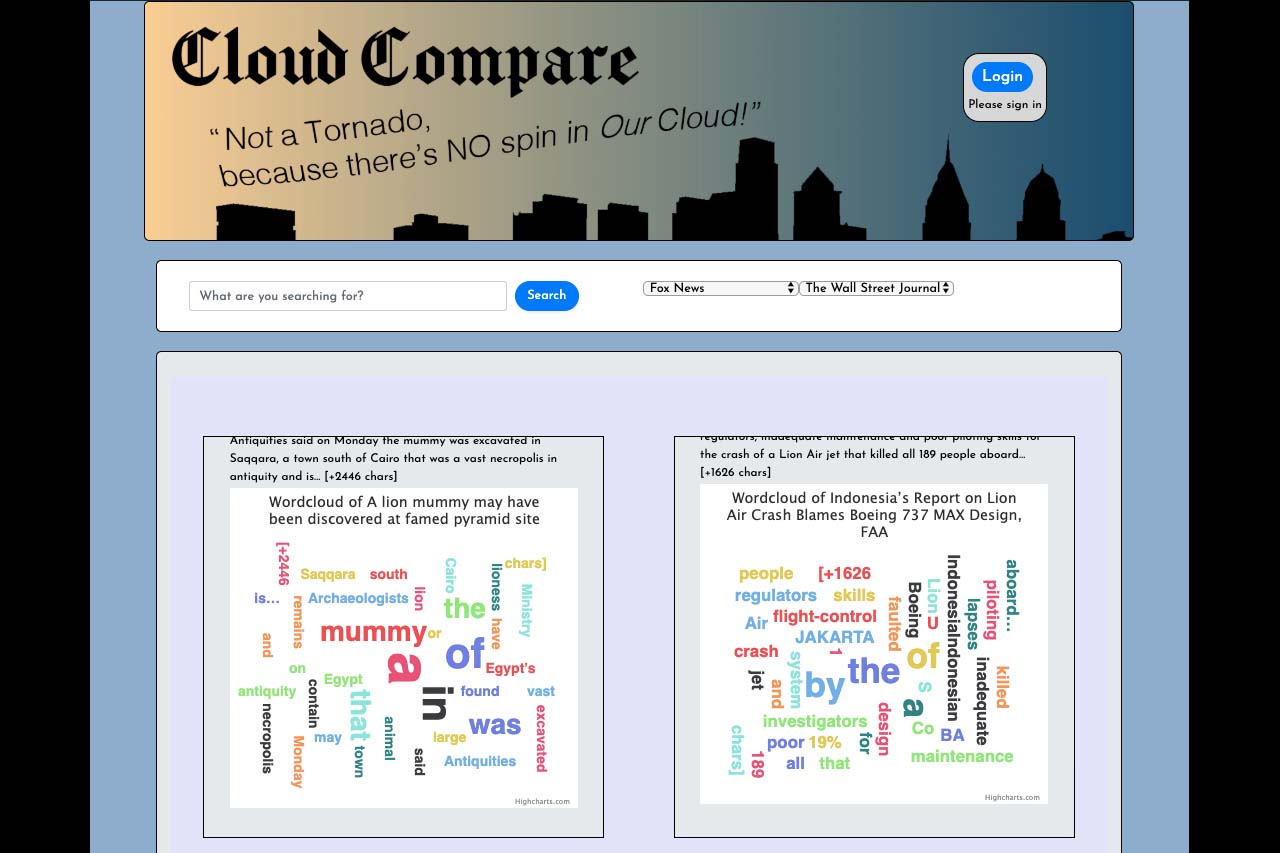 Cloud Compare
“Not a Tornado,
because there’s NO spin in Our Cloud!”
Login
Please sign in
What are you searching for?
Search
Fox News
The Wall Street Journal
Antiquities said on Monday the mummy was excavated in
Saqqara, a town south of Cairo that was a vast necropolis in
antiquity and is… [+2446 chars]
Wordcloud of A lion mummy may have
been discovered at famed pyramid site
[+2446
Saqqara
south
Cairo
lioness
chars]
is…
remains
Archaeologists
lion
the
Ministry
and
mummy
or
have
on
a
of
Egypt’s
antiquity
contain
Egypt
that
in
found
vast
necropolis
may
animal
was
excavated
Monday
town
said
large
Antiquities
Highcharts.com
regulators, inadequate maintenance and poor piloting skills for
the crash of a Lion Air jet that killed all 189 people aboard…
[+1626 chars]
Wordcloud of Indonesia’s Report on Lion
Air Crash Blames Boeing 737 MAX Design,
FAA
people
[+1626
regulators
skills
Air
flight-control
JAKARTA
faulted
Boeing
Lion
U
IndonesiaIndonesian
lapses
piloting
aboard…
crash
1
system
the
of
jet
and
by
S
a
inadequate
killed
investigators
design
Co
BA
chars]
189
poor
19%
for
all
that
maintenance
Highcharts.com